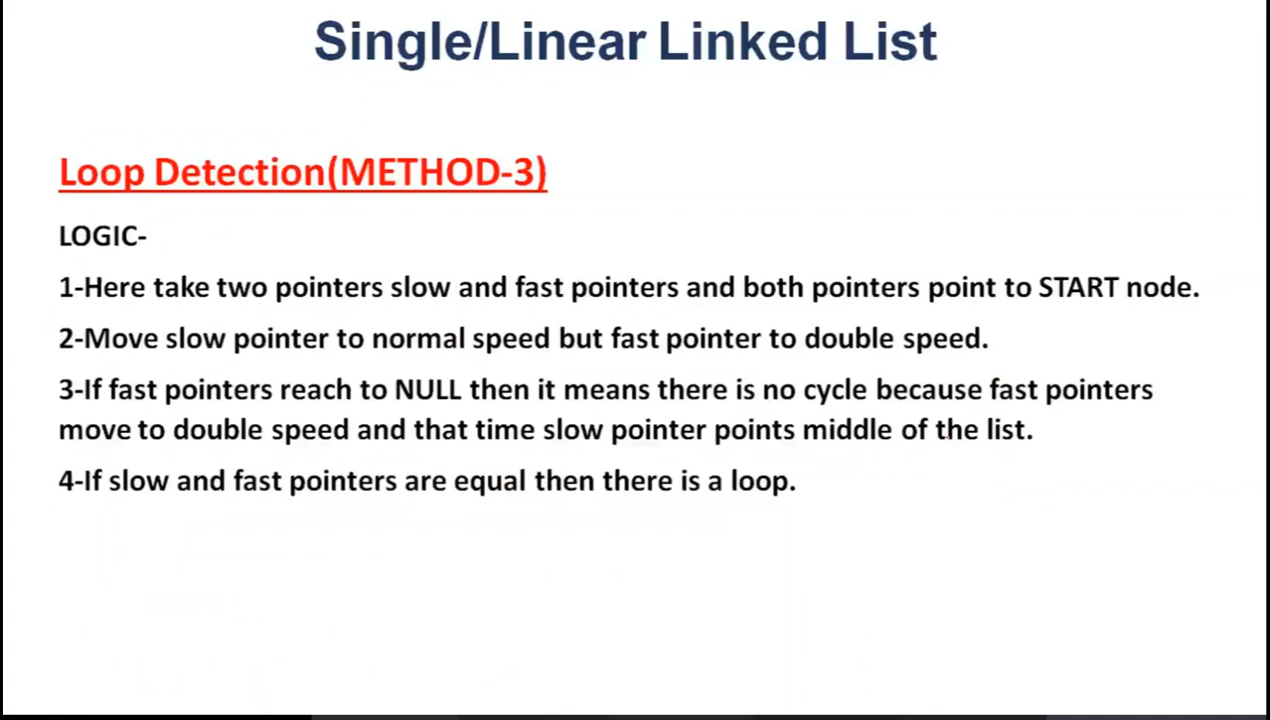 Single/Linear Linked List
Loop Detection(METHOD-3)
LOGIC-
1-Here take two pointers slow and fast pointers and both pointers point to START node.
2-Move slow pointer to normal speed but fast pointer to double speed.
3-If fast pointers reach to NULL then it means there is no cycle because fast pointers
move to double speed and that time slow pointer points middle of the list.
4-If slow and fast pointers are equal then there is a loop.